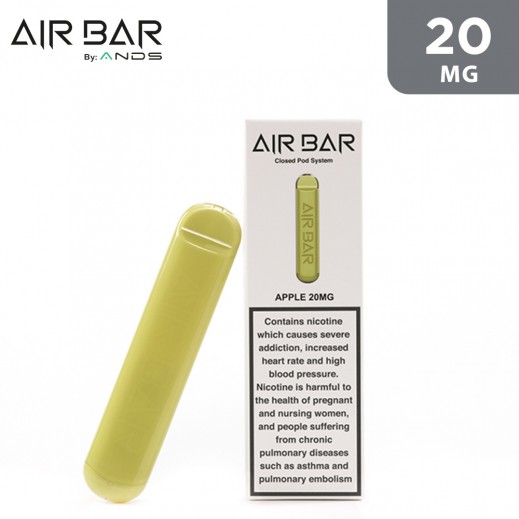 AIR BAR
By: ANDS
20
MG
AIR BAR
Closed Pod System
AIR BAR
APPLE 20MG
Contains nicotine
which causes severe
addiction, increased
heart rate and high
blood pressure.
Nicotine is harmful to
the health of pregnant
and nursing women,
and people suffering
from chronic
pulmonary diseases
such as asthma and
pulmonary embolism